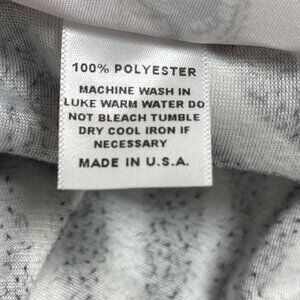 100% POLYESTER
MACHINE WASH IN
LUKE WARM WATER DO
NOT BLEACH TUMBLE
DRY COOL IRON IF
NECESSARY
MADE IN U.S.A.